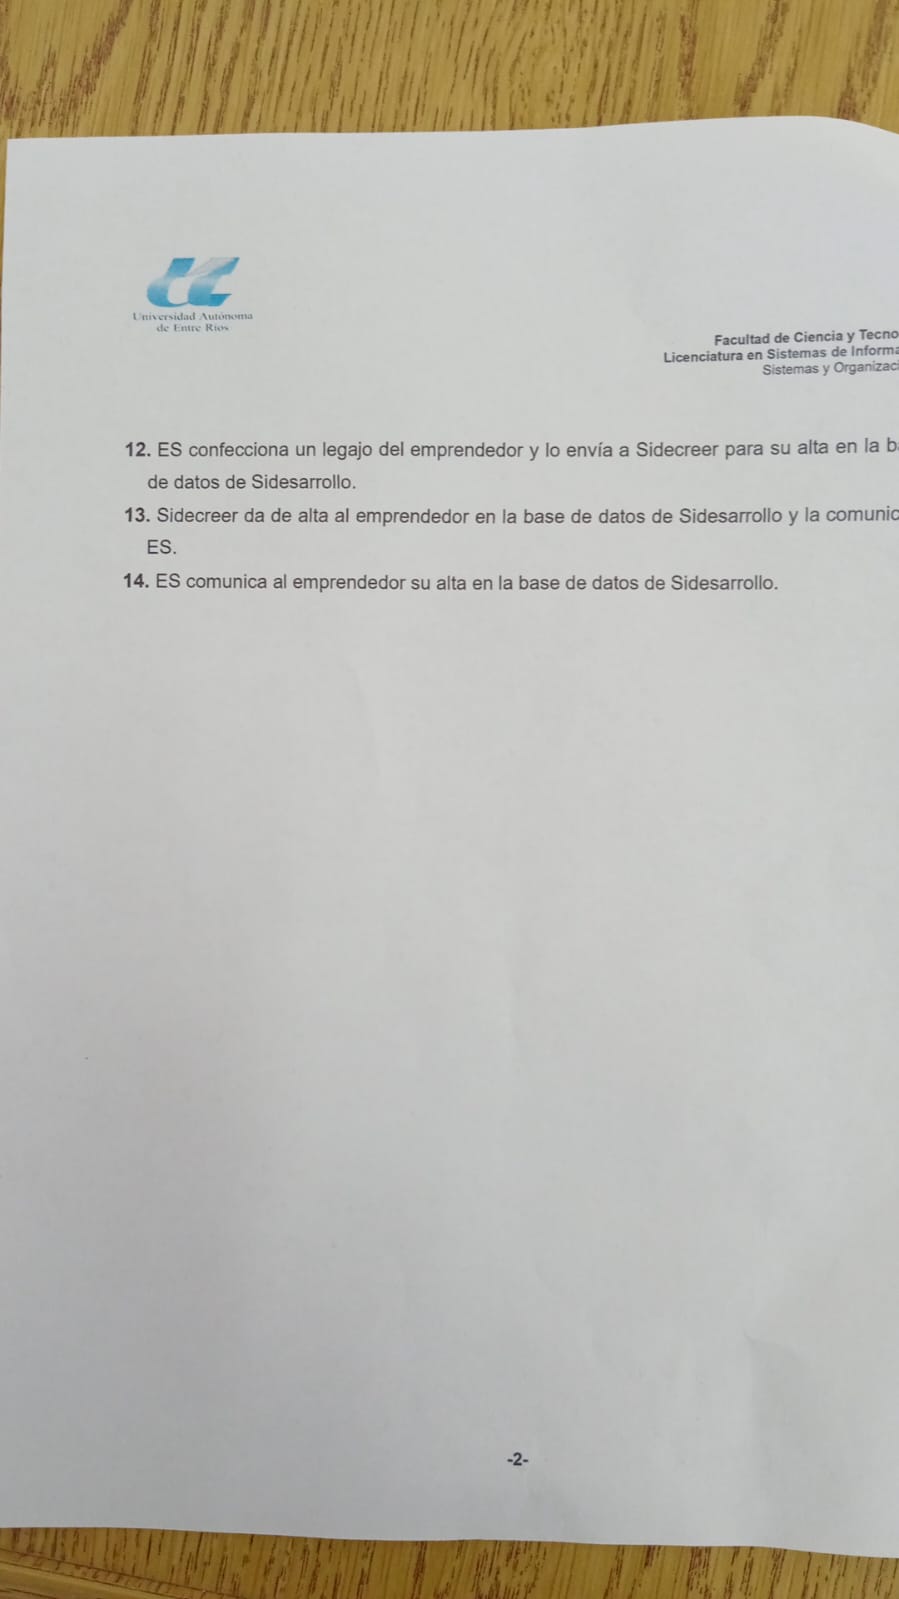 Universidad Autónoma
de Entre Ríos
Facultad de Ciencia y Tecno
Licenciatura en Sistemas de Informa
Sistemas y Organizaci
12. ES confecciona un legajo del emprendedor y lo envía a Sidecreer para su alta en la b
de datos de Sidesarrollo.
13. Sidecreer da de alta al emprendedor en la base de datos de Sidesarrollo y la comunic
ES.
14. ES comunica al emprendedor su alta en la base de datos de Sidesarrollo.
-2-